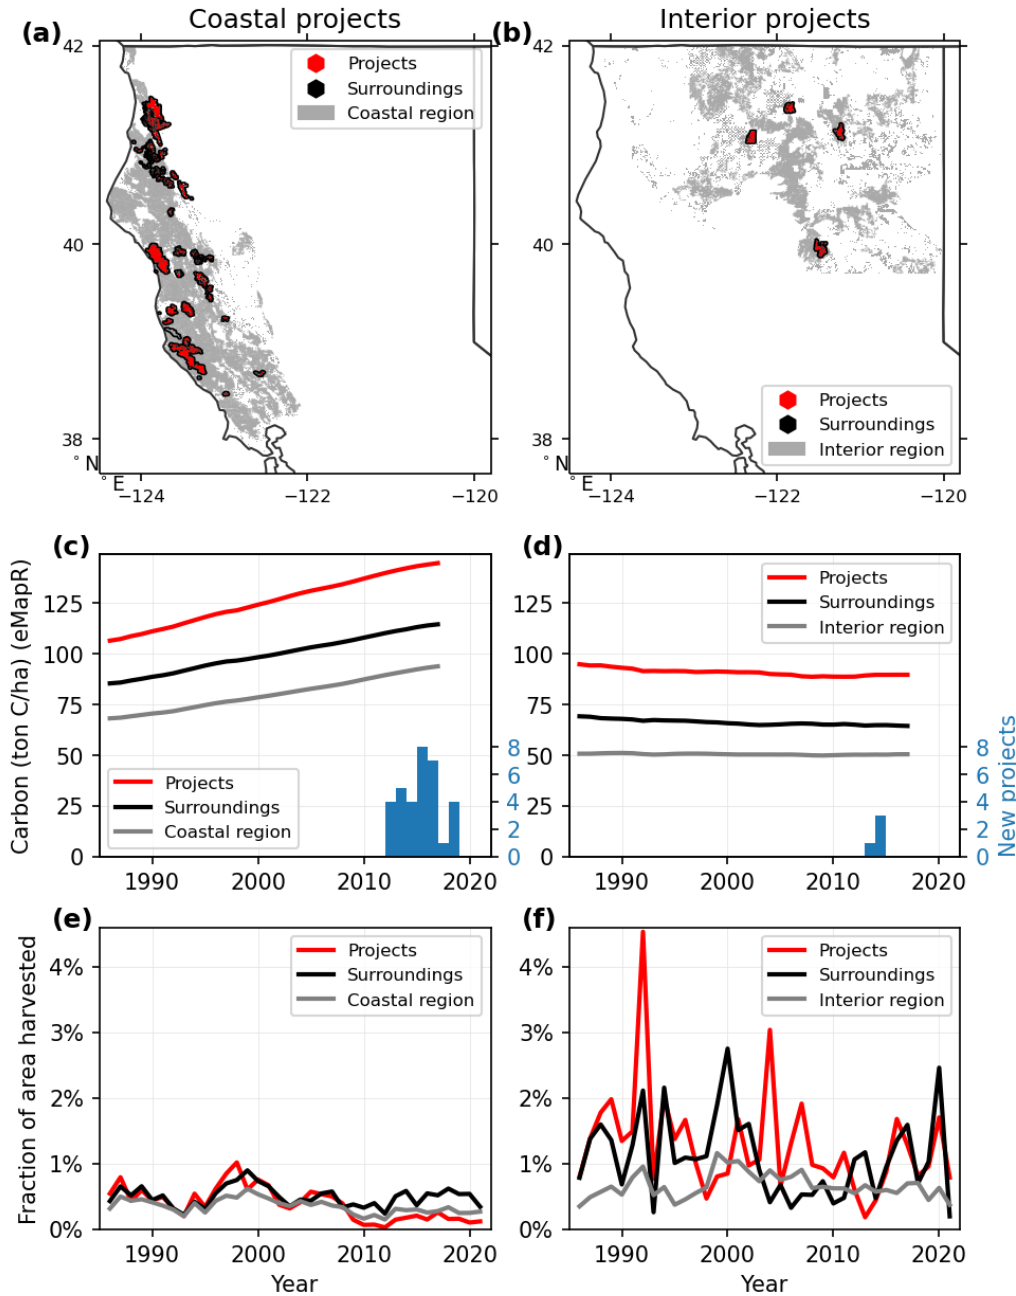 Coastal projects
Interior projects
(a)
(b)
42
40
38
° N
° E
−124
−122
−120
Projects
Surroundings
Coastal region
42
40
38
° N
° E
−124
−122
−120
Projects
Surroundings
Interior region
(c)
(d)
Carbon (ton C/ha) (eMapR)
125
100
75
50
25
0
1990
2000
2010
2020
8
6
4
2
0
Projects
Surroundings
Coastal region
125
100
75
50
25
0
1990
2000
2010
2020
8
6
4
2
0
New projects
Projects
Surroundings
Interior region
(e)
(f)
Fraction of area harvested
4%
3%
2%
1%
0%
1990
2000
2010
2020
Year
Projects
Surroundings
Coastal region
4%
3%
2%
1%
0%
1990
2000
2010
2020
Year
Projects
Surroundings
Interior region